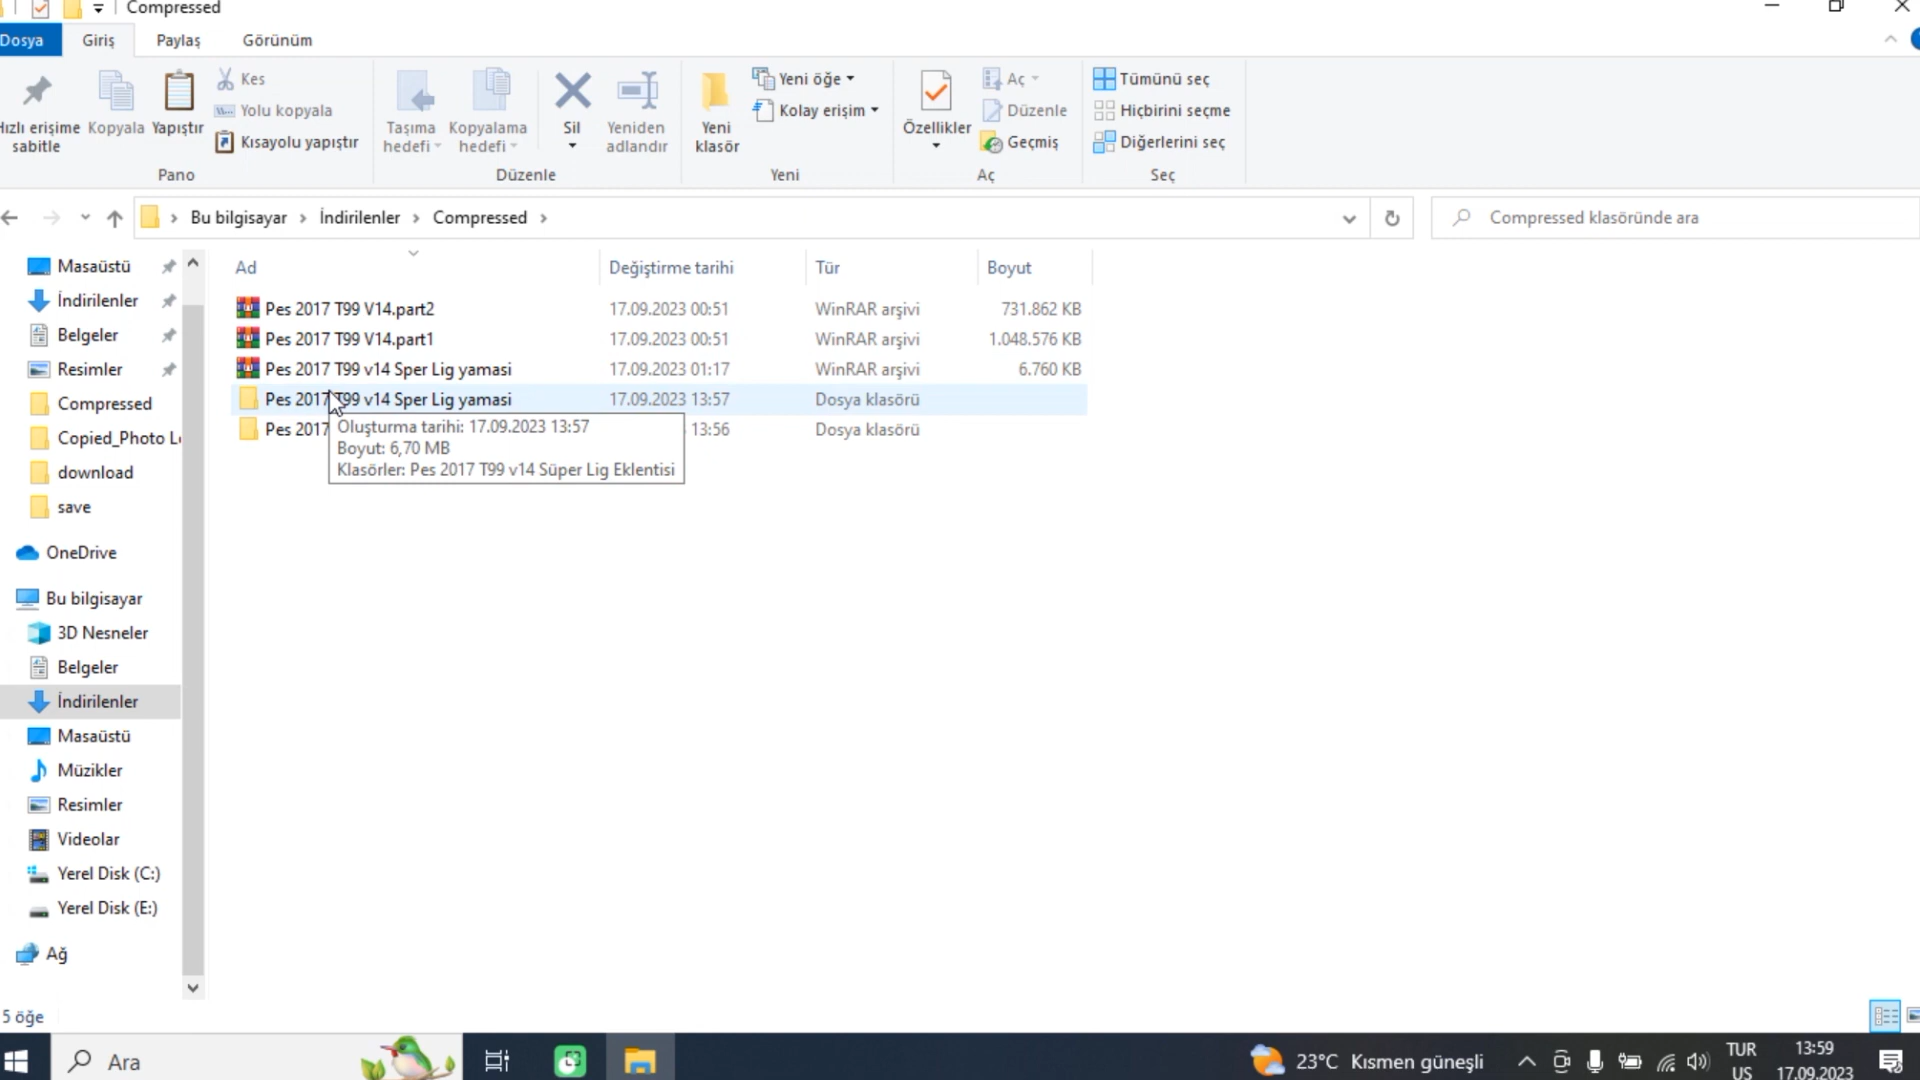 Compressed
Dosya
Giriş
Paylaş
Görünüm
Hızlı erişime sabitle
Kopyala
Yapıştır
Kes
Yolu kopyala
Kısayolu yapıştır
Taşıma hedefi
Kopyalama hedefi
Sil
Yeniden adlandır
Yeni klasör
Yeni öğe
Kolay erişim
Özellikler
Aç
Düzenle
Geçmiş
Tümünü seç
Hiçbirini seçme
Diğerlerini seç
Pano
Düzenle
Yeni
Aç
Seç
Bu bilgisayar
İndirilenler
Compressed
Compressed klasöründe ara
Ad
Değiştirme tarihi
Tür
Boyut
Pes 2017 T99 V14.part2 17.09.2023 00:51 WinRAR arşivi 731.862 KB
Pes 2017 T99 V14.part1 17.09.2023 00:51 WinRAR arşivi 1.048.576 KB
Pes 2017 T99 v14 Sper Lig yamasi 17.09.2023 01:17 WinRAR arşivi 6.760 KB
Pes 2017 T99 v14 Sper Lig yamasi 17.09.2023 13:57 Dosya klasörü
Pes 2017 13:56 Dosya klasörü
Oluşturma tarihi: 17.09.2023 13:57
Boyut: 6,70 MB
Klasörler: Pes 2017 T99 v14 Süper Lig Eklentisi
Masaüstü
İndirilenler
Belgeler
Resimler
Compressed
Copied_Photo L
download
save
OneDrive
Bu bilgisayar
3D Nesneler
Belgeler
İndirilenler
Masaüstü
Müzikler
Resimler
Videolar
Yerel Disk (C:)
Yerel Disk (E:)
Ağ
5 öğe
Ara
23°C Kısmen güneşli
TUR
US
13:59
17.09.2023